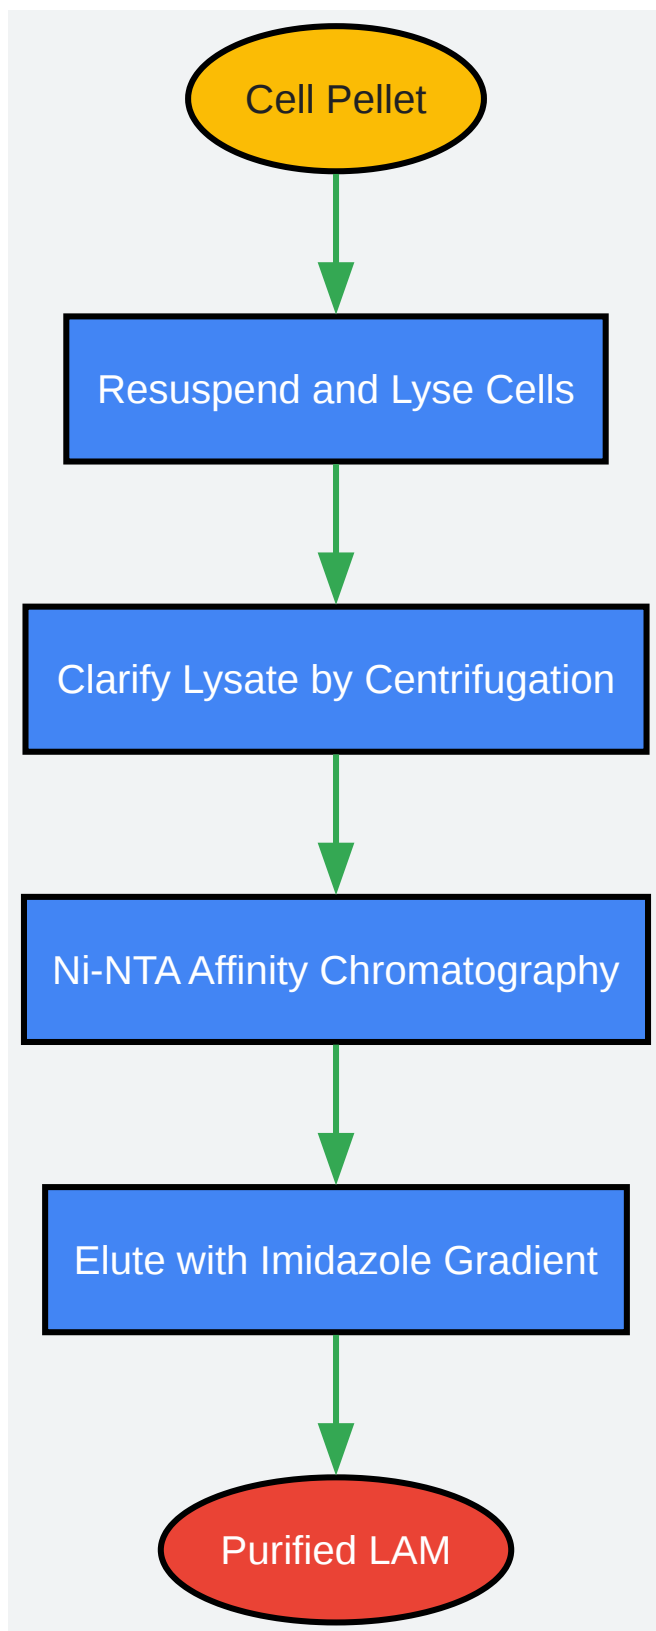 Cell Pellet
Resuspend and Lyse Cells
Clarify Lysate by Centrifugation
Ni-NTA Affinity Chromatography
Elute with Imidazole Gradient
Purified LAM